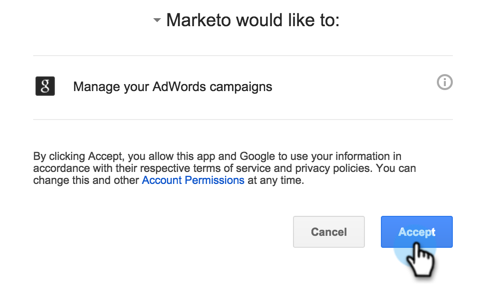 Marketo would like to:
g
Manage your AdWords campaigns
i
By clicking Accept, you allow this app and Google to use your information in
accordance with their respective terms of service and privacy policies. You can
change this and other Account Permissions at any time.
Cancel
Accept